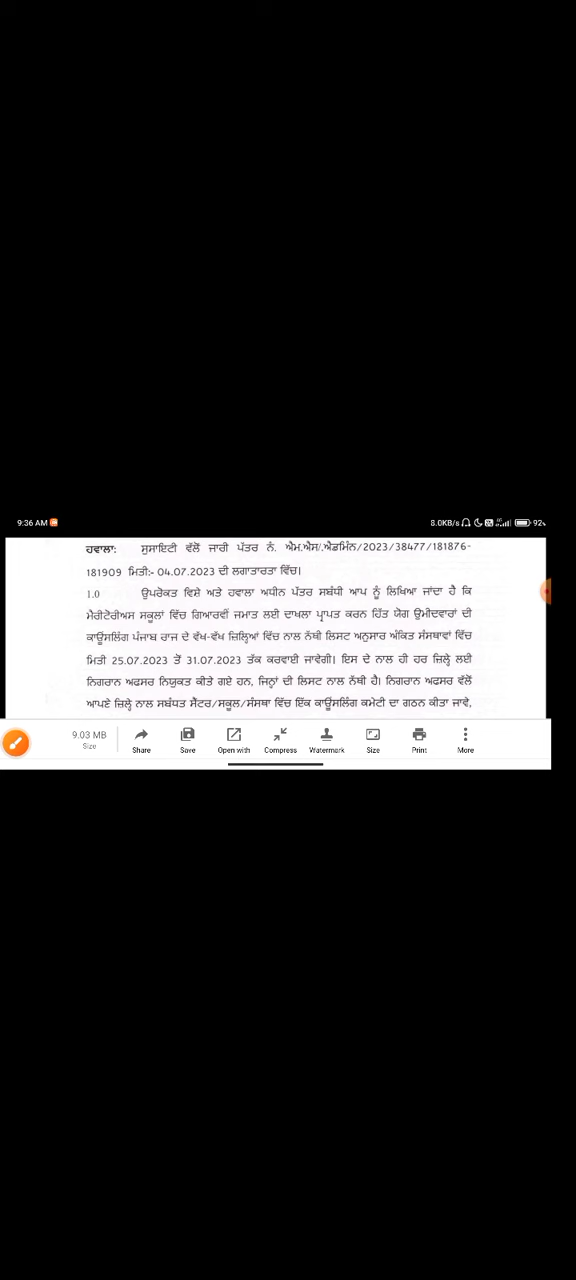 9:36 AM
8.0KB/s 4G 92%
ਹਵਾਲਾ: ਸੁਸਾਇਟੀ ਵੱਲੋਂ ਜਾਰੀ ਪੱਤਰ ਨੰ. ਐਮ.ਐਸ/ਐਡਮਿੰਨ/2023/38477/181876-
181909 ਮਿਤੀ:- 04.07.2023 ਦੀ ਲਗਾਤਾਰਤਾ ਵਿੱਚ।
1.0 ਉਪਰੋਕਤ ਵਿਸ਼ੇ ਅਤੇ ਹਵਾਲਾ ਅਧੀਨ ਪੱਤਰ ਸਬੰਧੀ ਆਪ ਨੂੰ ਲਿਖਿਆ ਜਾਂਦਾ ਹੈ ਕਿ
ਮੈਰੀਟੋਰੀਅਸ ਸਕੂਲਾਂ ਵਿੱਚ ਗਿਆਰਵੀਂ ਜਮਾਤ ਲਈ ਦਾਖਲਾ ਪ੍ਰਾਪਤ ਕਰਨ ਹਿੱਤ ਯੋਗ ਉਮੀਦਵਾਰਾਂ ਦੀ
ਕਾਊਂਸਲਿੰਗ ਪੰਜਾਬ ਰਾਜ ਦੇ ਵੱਖ-ਵੱਖ ਜ਼ਿਲ੍ਹਿਆਂ ਵਿੱਚ ਨਾਲ ਨੱਥੀ ਲਿਸਟ ਅਨੁਸਾਰ ਅੰਕਿਤ ਸੰਸਥਾਵਾਂ ਵਿੱਚ
ਮਿਤੀ 25.07.2023 ਤੋਂ 31.07.2023 ਤੱਕ ਕਰਵਾਈ ਜਾਵੇਗੀ। ਇਸ ਦੇ ਨਾਲ ਹੀ ਹਰ ਜ਼ਿਲ੍ਹੇ ਲਈ
ਨਿਗਰਾਨ ਅਫਸਰ ਨਿਯੁਕਤ ਕੀਤੇ ਗਏ ਹਨ, ਜਿਨ੍ਹਾਂ ਦੀ ਲਿਸਟ ਨਾਲ ਨੱਥੀ ਹੈ। ਨਿਗਰਾਨ ਅਫਸਰ ਵੱਲੋਂ
ਆਪਣੇ ਜ਼ਿਲ੍ਹੇ ਨਾਲ ਸਬੰਧਤ ਸੈਂਟਰ/ਸਕੂਲ/ਸੰਸਥਾ ਵਿੱਚ ਇੱਕ ਕਾਊਂਸਲਿੰਗ ਕਮੇਟੀ ਦਾ ਗਠਨ ਕੀਤਾ ਜਾਵੇ,
9.03 MB
Size
Share Save Open with Compress Watermark Size Print More